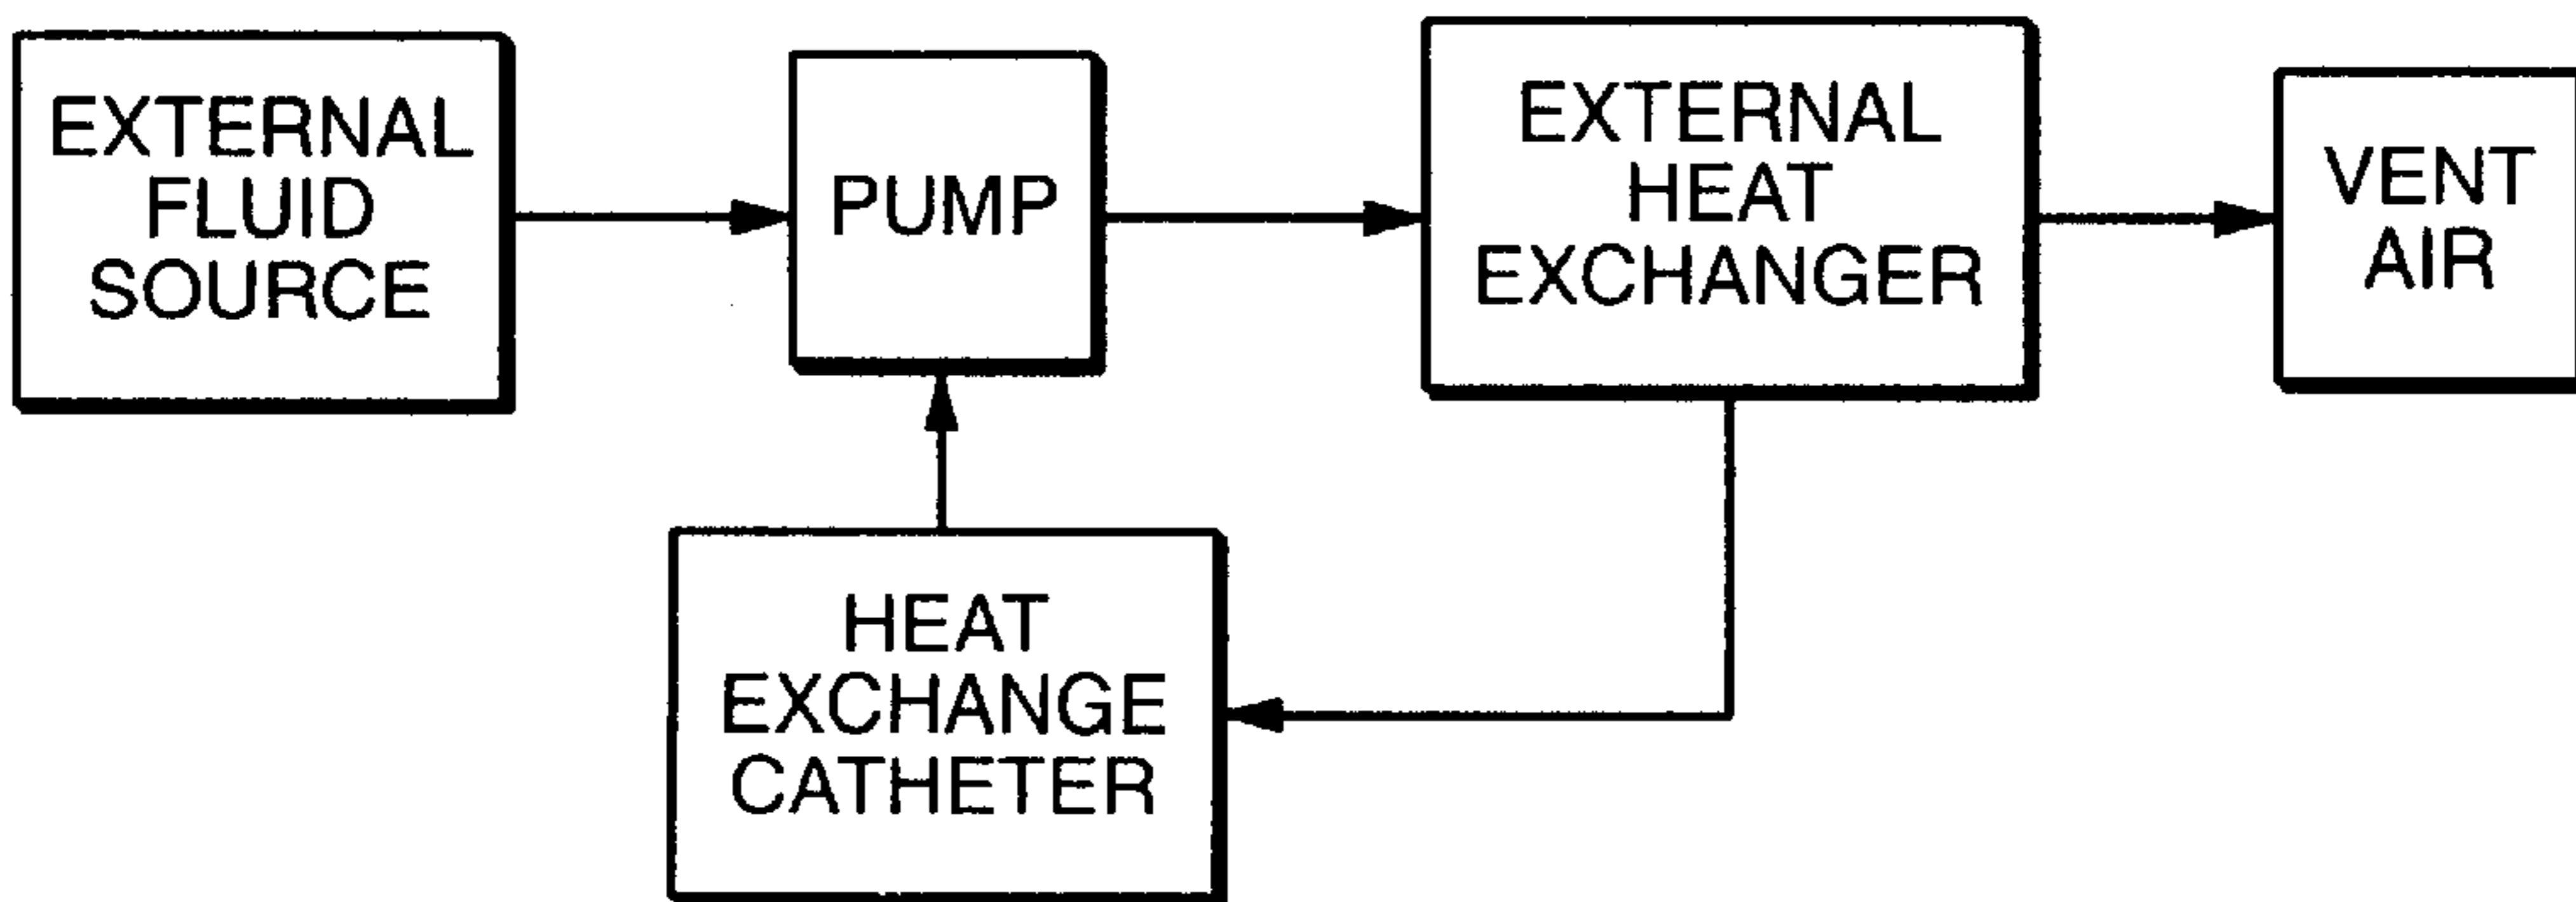 EXTERNAL
FLUID
SOURCE
PUMP
EXTERNAL
HEAT
EXCHANGER
VENT
AIR
HEAT
EXCHANGE
CATHETER